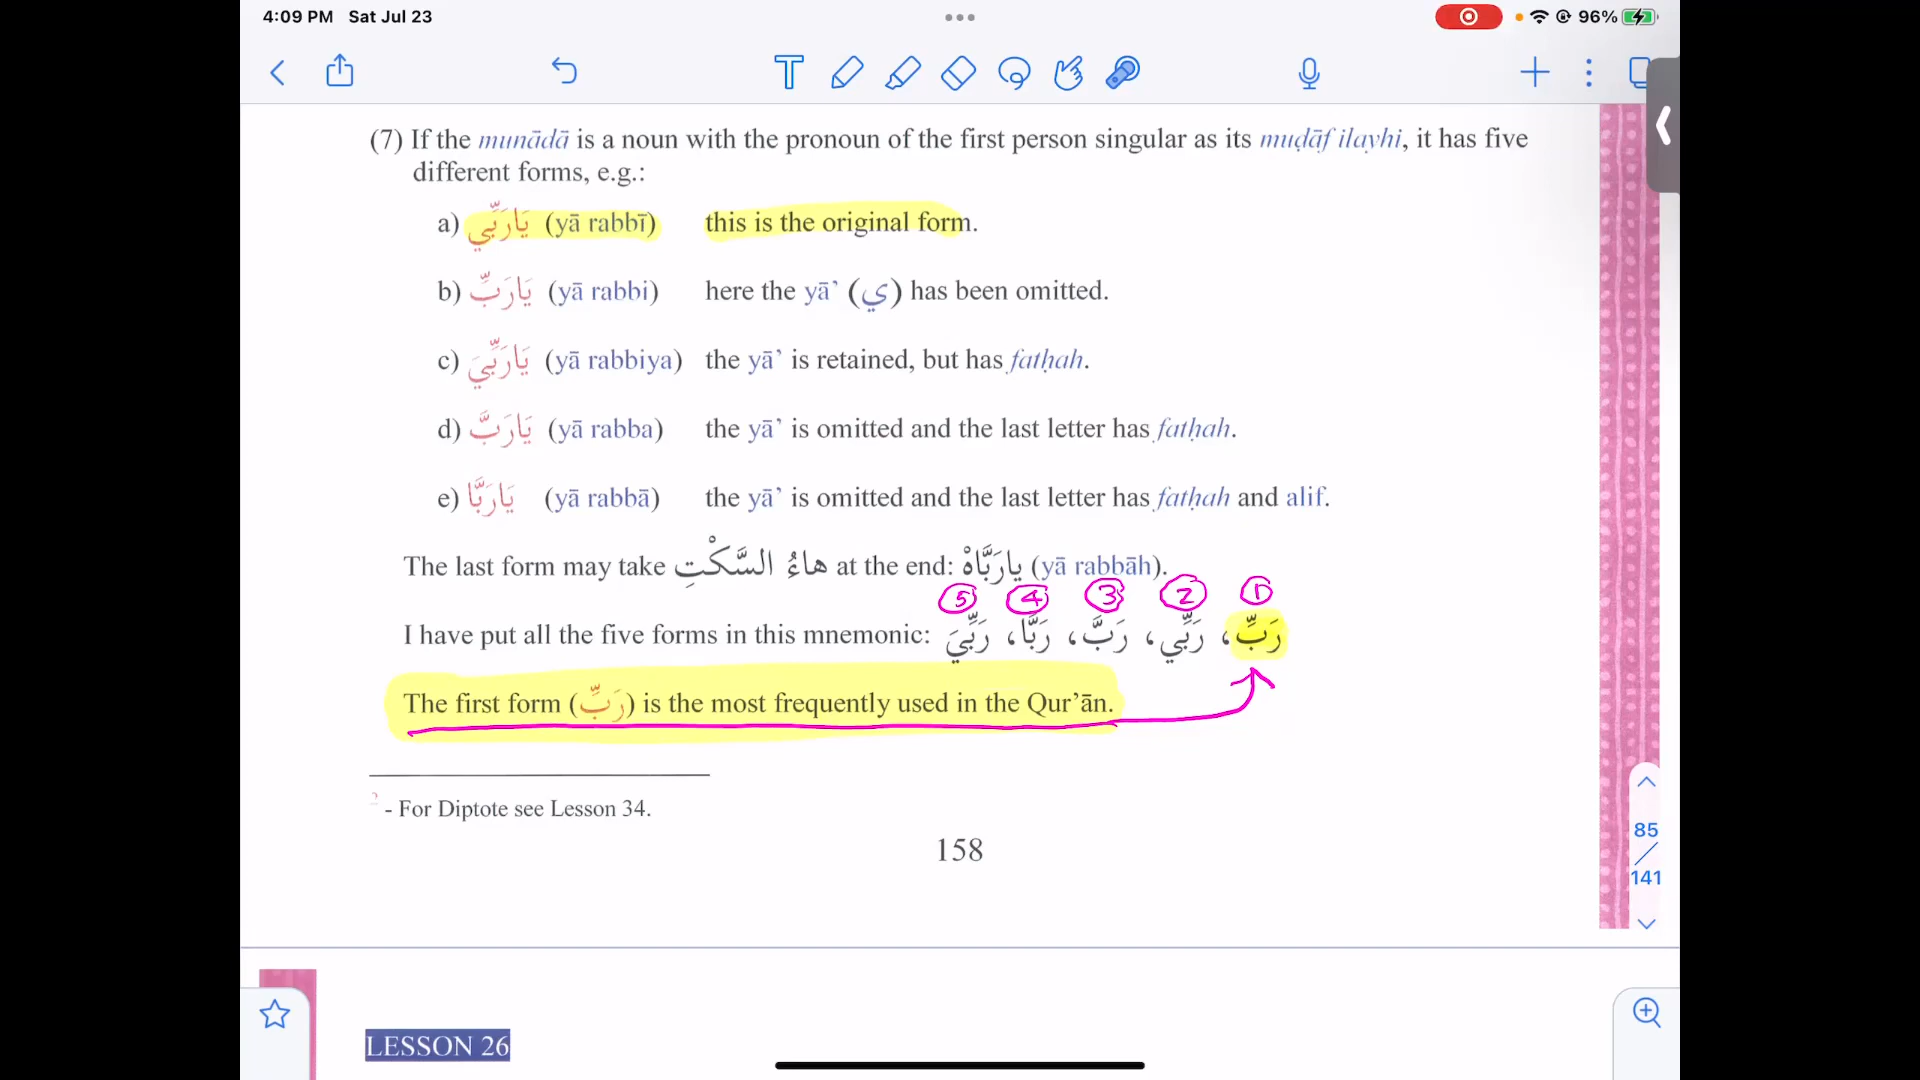 4:09 PM Sat Jul 23
96%
(7) If the munādā is a noun with the pronoun of the first person singular as its muḍāf ilayhi, it has five
different forms, e.g.:
a) يَارَبِّي (yā rabbī) this is the original form.
b) يَارَبِّ (yā rabbi) here the yā’ (ي) has been omitted.
c) يَارَبِّيَ (yā rabbiya) the yā’ is retained, but has fatḥah.
d) يَارَبَّ (yā rabba) the yā’ is omitted and the last letter has fatḥah.
e) يَارَبَّا (yā rabbā) the yā’ is omitted and the last letter has fatḥah and alif.
The last form may take هاءُ السَّكْتِ at the end: يارَبَّاهْ (yā rabbāh).
⑤ ④ ③ ② ①
I have put all the five forms in this mnemonic: رَبِّ، رَبِّي، رَبَّ، رَبَّا، رَبِّيَ
The first form (رَبِّ) is the most frequently used in the Qur’ān.
- For Diptote see Lesson 34.
158
85
141
LESSON 26